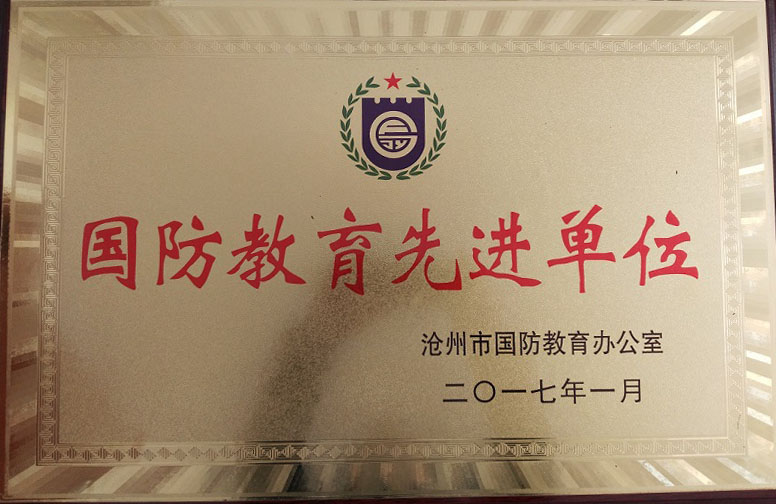 国防教育先进单位
沧州市国防教育办公室
二〇一七年一月